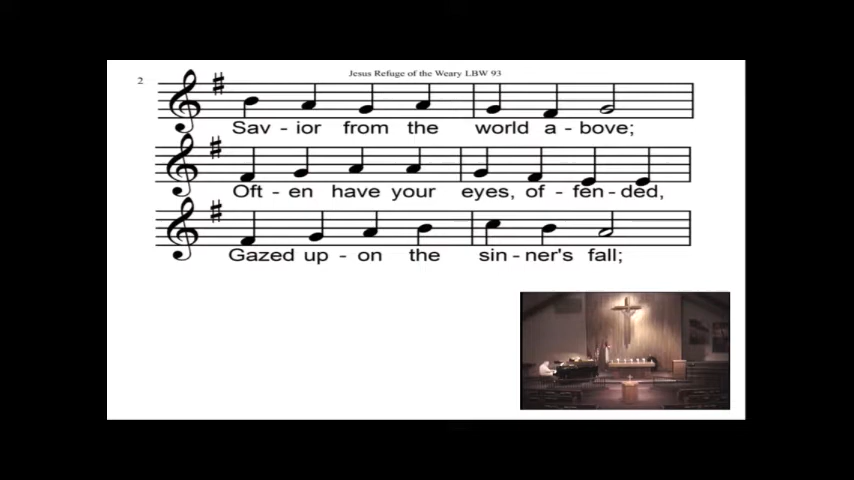 Jesus Refuge of the Weary LBW 93
2
Sav - ior from the world a - bove;
Oft - en have your eyes, of - fen - ded,
Gazed up - on the sin - ner's fall;